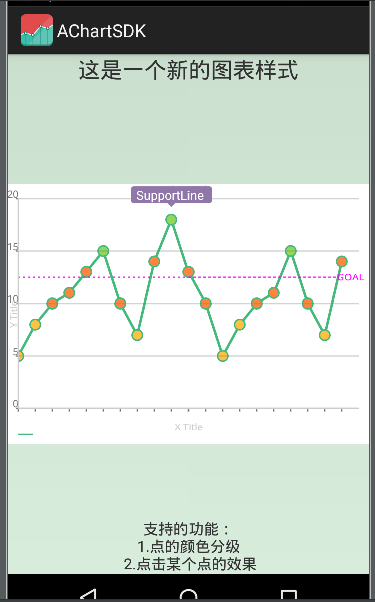 AChartSDK
这是一个新的图表样式
SupportLine
20
15
GOAL
10
Y Title
5
0
X Title
支持的功能：
1.点的颜色分级
2.点击某个点的效果